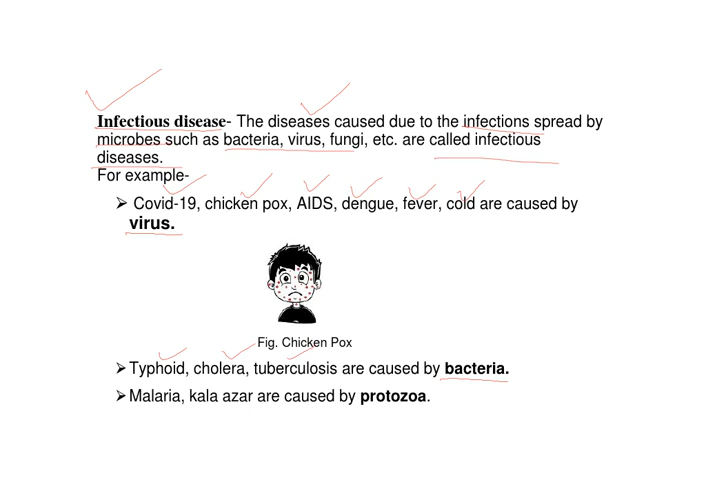 Infectious disease- The diseases caused due to the infections spread by
microbes such as bacteria, virus, fungi, etc. are called infectious
diseases.
For example-
➢ Covid-19, chicken pox, AIDS, dengue, fever, cold are caused by
virus.
Fig. Chicken Pox
➢Typhoid, cholera, tuberculosis are caused by bacteria.
➢Malaria, kala azar are caused by protozoa.